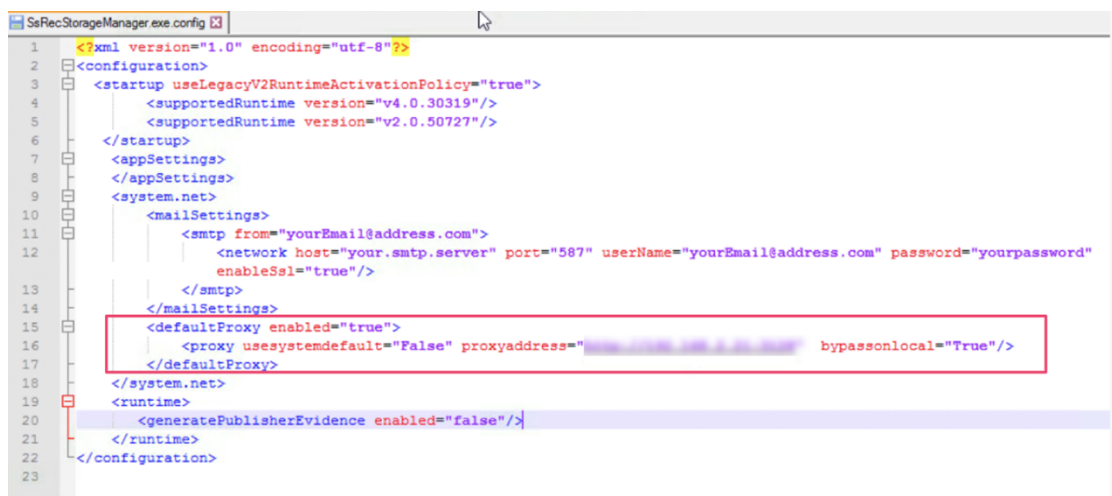 SsRecStorageManager.exe.config
1 <?xml version="1.0" encoding="utf-8"?>
2 <configuration>
3 <startup useLegacyV2RuntimeActivationPolicy="true">
4 <supportedRuntime version="v4.0.30319"/>
5 <supportedRuntime version="v2.0.50727"/>
6 </startup>
7 <appSettings>
8 </appSettings>
9 <system.net>
10 <mailSettings>
11 <smtp from="yourEmail@address.com">
12 <network host="your.smtp.server" port="587" userName="yourEmail@address.com" password="yourpassword"
enableSsl="true"/>
13 </smtp>
14 </mailSettings>
15 <defaultProxy enabled="true">
16 <proxy usesystemdefault="False" proxyaddress=" bypassonlocal="True"/>
17 </defaultProxy>
18 </system.net>
19 <runtime>
20 <generatePublisherEvidence enabled="false"/>
21 </runtime>
22 </configuration>
23